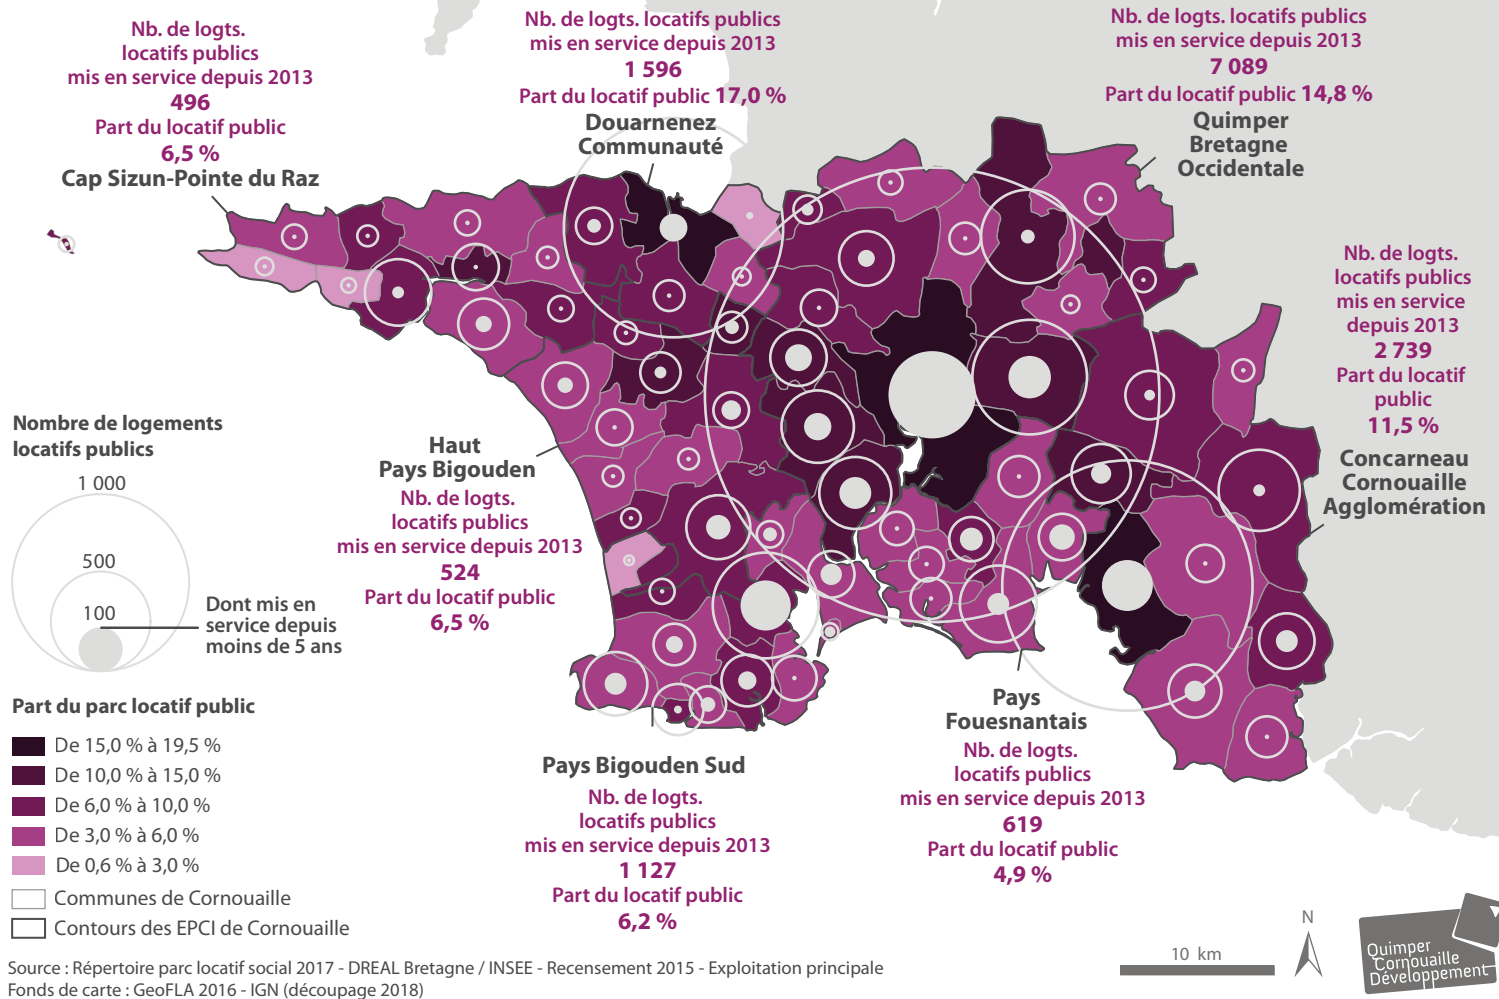 Nb. de logts.
locatifs publics
mis en service depuis 2013
496
Part du locatif public
6,5 %
Cap Sizun-Pointe du Raz
Nb. de logts. locatifs publics
mis en service depuis 2013
1 596
Part du locatif public 17,0 %
Douarnenez
Communauté
Nb. de logts. locatifs publics
mis en service depuis 2013
7 089
Part du locatif public 14,8 %
Quimper
Bretagne
Occidentale
Nb. de logts.
locatifs publics
mis en service
depuis 2013
2 739
Part du locatif
public
11,5 %
Concarneau
Cornouaille
Agglomération
Haut
Pays Bigouden
Nb. de logts.
locatifs publics
mis en service depuis 2013
524
Part du locatif public
6,5 %
Pays Bigouden Sud
Nb. de logts.
locatifs publics
mis en service depuis 2013
1 127
Part du locatif public
6,2 %
Pays
Fouesnantais
Nb. de logts.
locatifs publics
mis en service depuis 2013
619
Part du locatif public
4,9 %
Nombre de logements
locatifs publics
1 000
500
100
Dont mis en
service depuis
moins de 5 ans
Part du parc locatif public
De 15,0 % à 19,5 %
De 10,0 % à 15,0 %
De 6,0 % à 10,0 %
De 3,0 % à 6,0 %
De 0,6 % à 3,0 %
Communes de Cornouaille
Contours des EPCI de Cornouaille
Source : Répertoire parc locatif social 2017 - DREAL Bretagne / INSEE - Recensement 2015 - Exploitation principale
Fonds de carte : GeoFLA 2016 - IGN (découpage 2018)
10 km
N
Quimper
Cornouaille
Développement